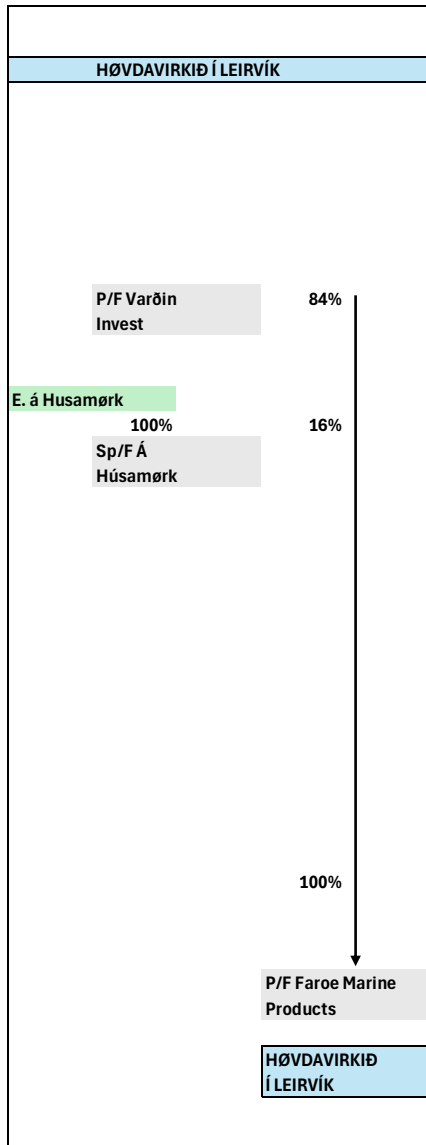 HØVDAVIRKIÐ Í LEIRVÍK
P/F Varðin
Invest
84%
E. á Husamørk
100%
16%
Sp/F Á
Húsamørk
100%
P/F Faroe Marine
Products
HØVDAVIRKIÐ
Í LEIRVÍK